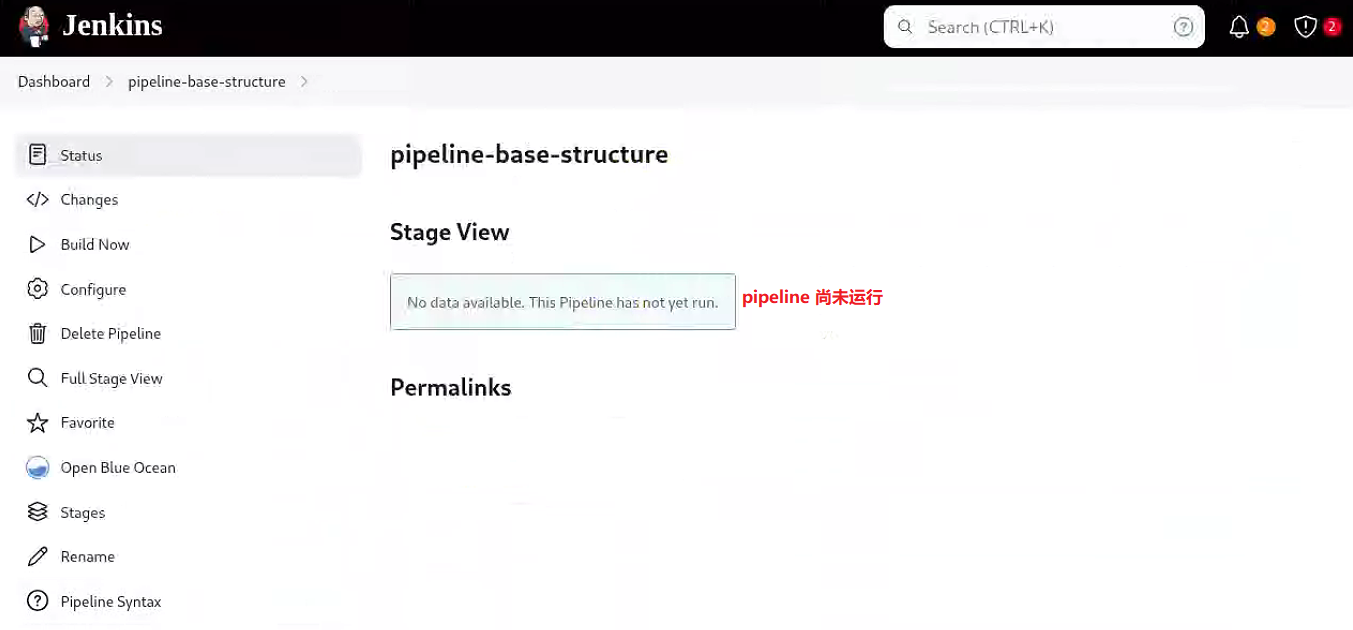 Jenkins
Search (CTRL+K)
2
2
Dashboard
pipeline-base-structure
Status
Changes
Build Now
Configure
Delete Pipeline
Full Stage View
Favorite
Open Blue Ocean
Stages
Rename
Pipeline Syntax
pipeline-base-structure
Stage View
No data available. This Pipeline has not yet run.
pipeline 尚未运行
Permalinks